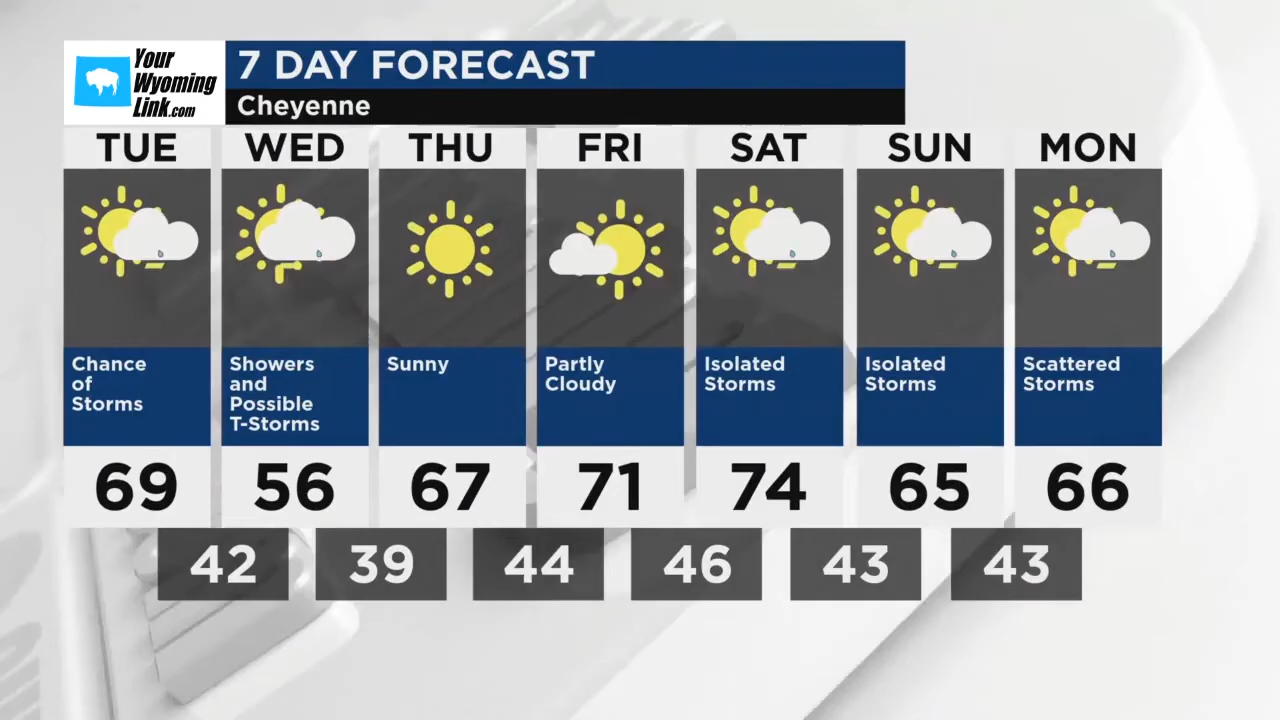 Your
Wyoming
Link.com
7 DAY FORECAST
Cheyenne
TUE WED THU FRI SAT SUN MON
Chance
of
Storms
Showers
and
Possible
T-Storms
Sunny
Partly
Cloudy
Isolated
Storms
Isolated
Storms
Scattered
Storms
69 56 67 71 74 65 66
42 39 44 46 43 43